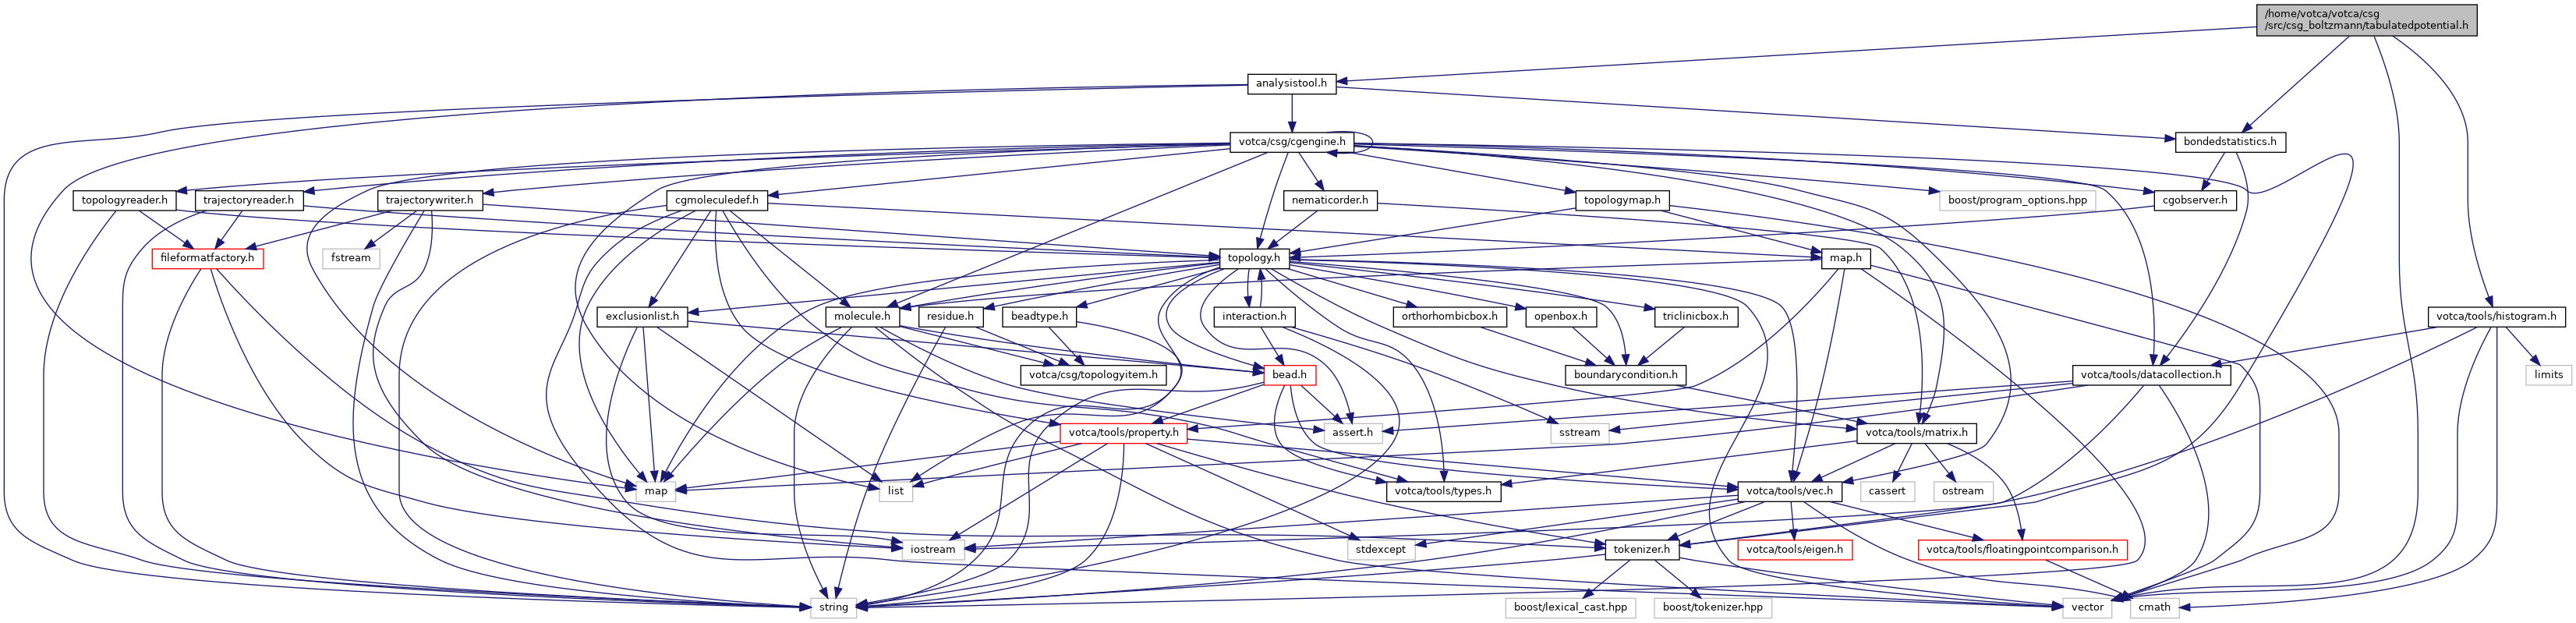 /home/votca/votca/csg
/src/csg_boltzmann/tabulatedpotential.h
analysistool.h
votca/csg/cgengine.h
bondedstatistics.h
topologyreader.h
trajectoryreader.h
trajectorywriter.h
cgmoleculedef.h
nematicorder.h
topologymap.h
boost/program_options.hpp
cgobserver.h
fileformatfactory.h
fstream
topology.h
map.h
exclusionlist.h
molecule.h
residue.h
beadtype.h
interaction.h
orthorhombicbox.h
openbox.h
triclinicbox.h
votca/tools/histogram.h
votca/csg/topologyitem.h
bead.h
boundarycondition.h
votca/tools/datacollection.h
limits
votca/tools/property.h
assert.h
sstream
votca/tools/matrix.h
map
list
votca/tools/types.h
votca/tools/vec.h
cassert
ostream
iostream
stdexcept
tokenizer.h
votca/tools/eigen.h
votca/tools/floatingpointcomparison.h
string
boost/lexical_cast.hpp
boost/tokenizer.hpp
vector
cmath